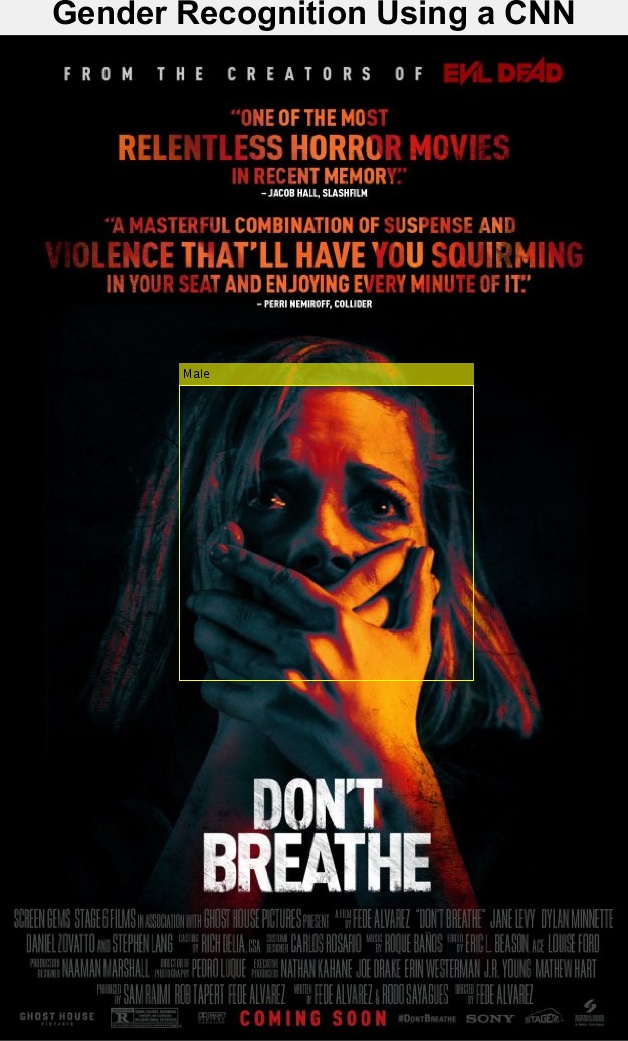 Gender Recognition Using a CNN
FROM THE CREATORS OF EVIL DEAD
“ONE OF THE MOST
RELENTLESS HORROR MOVIES
IN RECENT MEMORY.”
– JACOB HALL, SLASHFILM
“A MASTERFUL COMBINATION OF SUSPENSE AND
VIOLENCE THAT’LL HAVE YOU SQUIRMING
IN YOUR SEAT AND ENJOYING EVERY MINUTE OF IT.”
– PERRI NEMIROFF, COLLIDER
Male
DON'T
BREATHE
SCREEN GEMS STAGE 6 FILMS IN ASSOCIATION WITH GHOST HOUSE PICTURES PRESENT A FILM BY FEDE ALVAREZ "DON'T BREATHE" JANE LEVY DYLAN MINNETTE
DANIEL ZOVATTO AND STEPHEN LANG CASTING BY RICH DELIA, CSA COSTUME DESIGNER CARLOS ROSARIO MUSIC BY ROQUE BAÑOS EDITED BY ERIC L. BEASON, ACE LOUISE FORD
PRODUCTION DESIGNER NAAMAN MARSHALL DIRECTOR OF PHOTOGRAPHY PEDRO LUQUE EXECUTIVE PRODUCERS NATHAN KAHANE JOE DRAKE ERIN WESTERMAN J.R. YOUNG MATHEW HART
PRODUCED BY SAM RAIMI ROB TAPERT FEDE ALVAREZ WRITTEN BY FEDE ALVAREZ & RODO SAYAGUES DIRECTED BY FEDE ALVAREZ
GHOST HOUSE PICTURES R COMING SOON #DONTBREATHE SONY STAGE 6